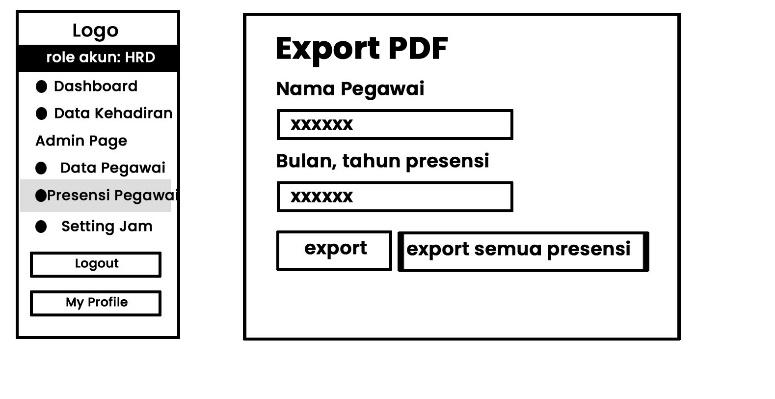 Logo
role akun: HRD
Dashboard
Data Kehadiran
Admin Page
Data Pegawai
Presensi Pegawai
Setting Jam
Logout
My Profile
Export PDF
Nama Pegawai
xxxxxx
Bulan, tahun presensi
xxxxxx
export
export semua presensi